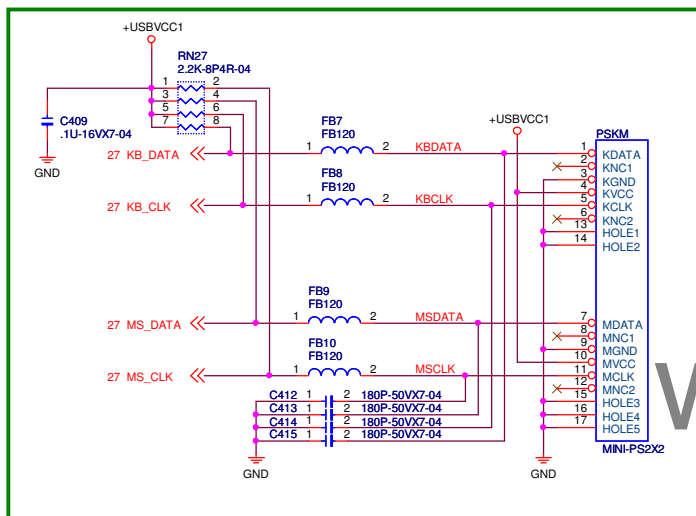 +USBVCC1
RN27
2.2K-8P4R-04
1 2
3 4
5 6
7 8
C409
.1U-16VX7-04
GND
+USBVCC1
PSKM
27 KB_DATA
1 FB7 2
FB120
KBDATA
1 KDATA
2 KNC1
3 KGND
4 KVCC
27 KB_CLK
1 FB8 2
FB120
KBCLK
5 KCLK
6 KNC2
13 HOLE1
14 HOLE2
27 MS_DATA
1 FB9 2
FB120
MSDATA
7 MDATA
8 MNC1
9 MGND
10 MVCC
27 MS_CLK
1 FB10 2
FB120
MSCLK
11 MCLK
12 MNC2
15 HOLE3
16 HOLE4
17 HOLE5
MINI-PS2X2
C412 1 2 180P-50VX7-04
C413 1 2 180P-50VX7-04
C414 1 2 180P-50VX7-04
C415 1 2 180P-50VX7-04
GND
GND